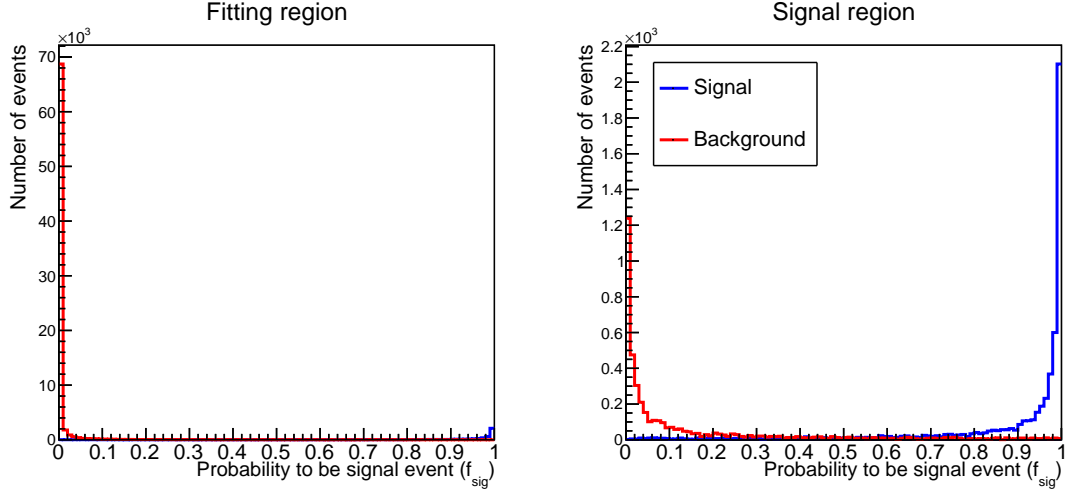 Fitting region
×10³
Number of events
70
60
50
40
30
20
10
0
0 0.1 0.2 0.3 0.4 0.5 0.6 0.7 0.8 0.9 1
Probability to be signal event (f_sig)
Signal region
×10³
Number of events
2.2
2
1.8
1.6
1.4
1.2
1
0.8
0.6
0.4
0.2
0
Signal
Background
0 0.1 0.2 0.3 0.4 0.5 0.6 0.7 0.8 0.9 1
Probability to be signal event (f_sig)